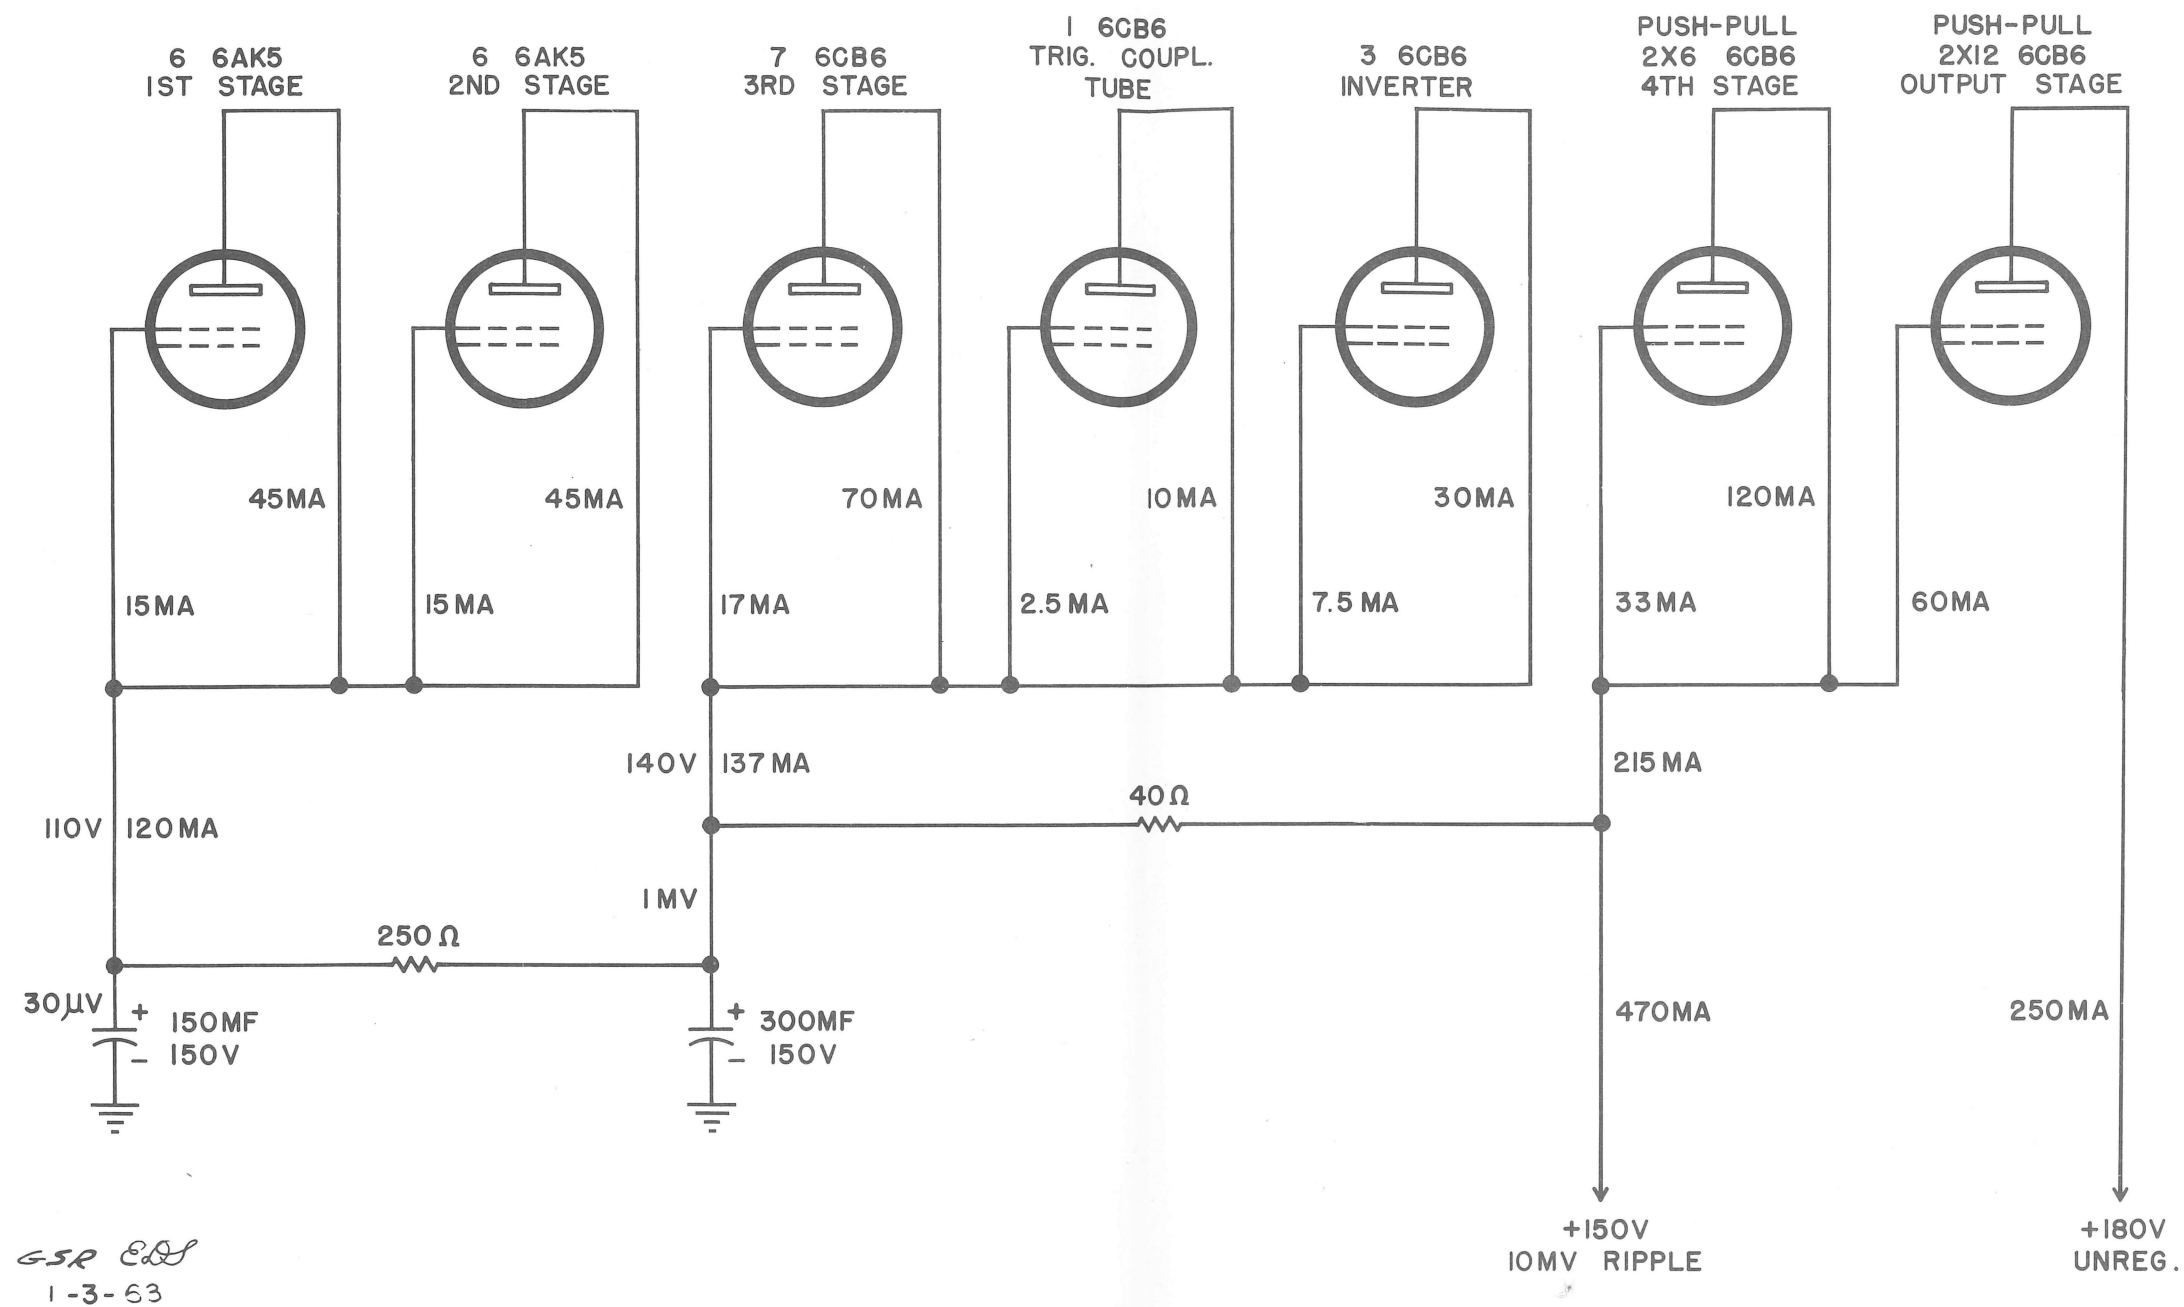 6 6AK5
1ST STAGE
6 6AK5
2ND STAGE
7 6CB6
3RD STAGE
1 6CB6
TRIG. COUPL.
TUBE
3 6CB6
INVERTER
PUSH-PULL
2X6 6CB6
4TH STAGE
PUSH-PULL
2X12 6CB6
OUTPUT STAGE
45MA
45MA
70MA
10MA
30MA
120MA
15MA
15MA
17MA
2.5MA
7.5MA
33MA
60MA
140V
137MA
215MA
40Ω
110V
120MA
1MV
250Ω
30μV
+
150MF
– 150V
+
300MF
– 150V
470MA
250MA
+150V
10MV RIPPLE
+180V
UNREG.
GSR EDS
1-3-53